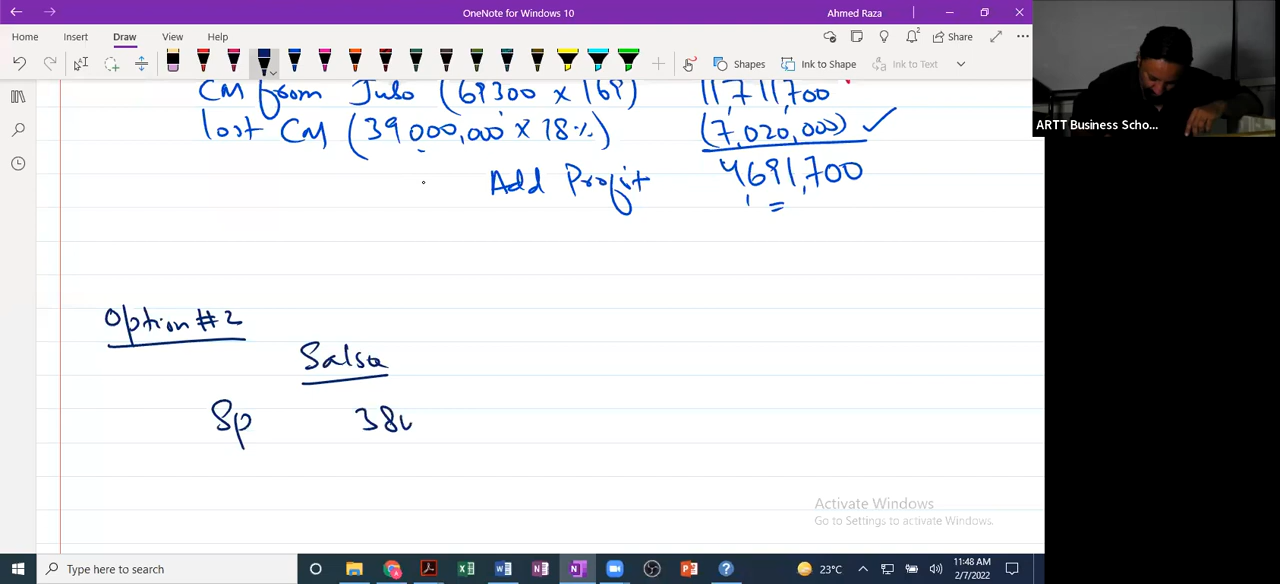 OneNote for Windows 10
Ahmed Raza
Home Insert Draw View Help
Share
Shapes Ink to Shape Ink to Text
CM from Juso (69300 x 169) 11,711,700
lost CM (39,000,000 x 18%) (7,020,000)
Add Profit 4691,700
Option #2
Salsa
Sp 38
ARTT Business Scho...
Activate Windows
Go to Settings to activate Windows.
Type here to search
23°C
11:48 AM
2/7/2022